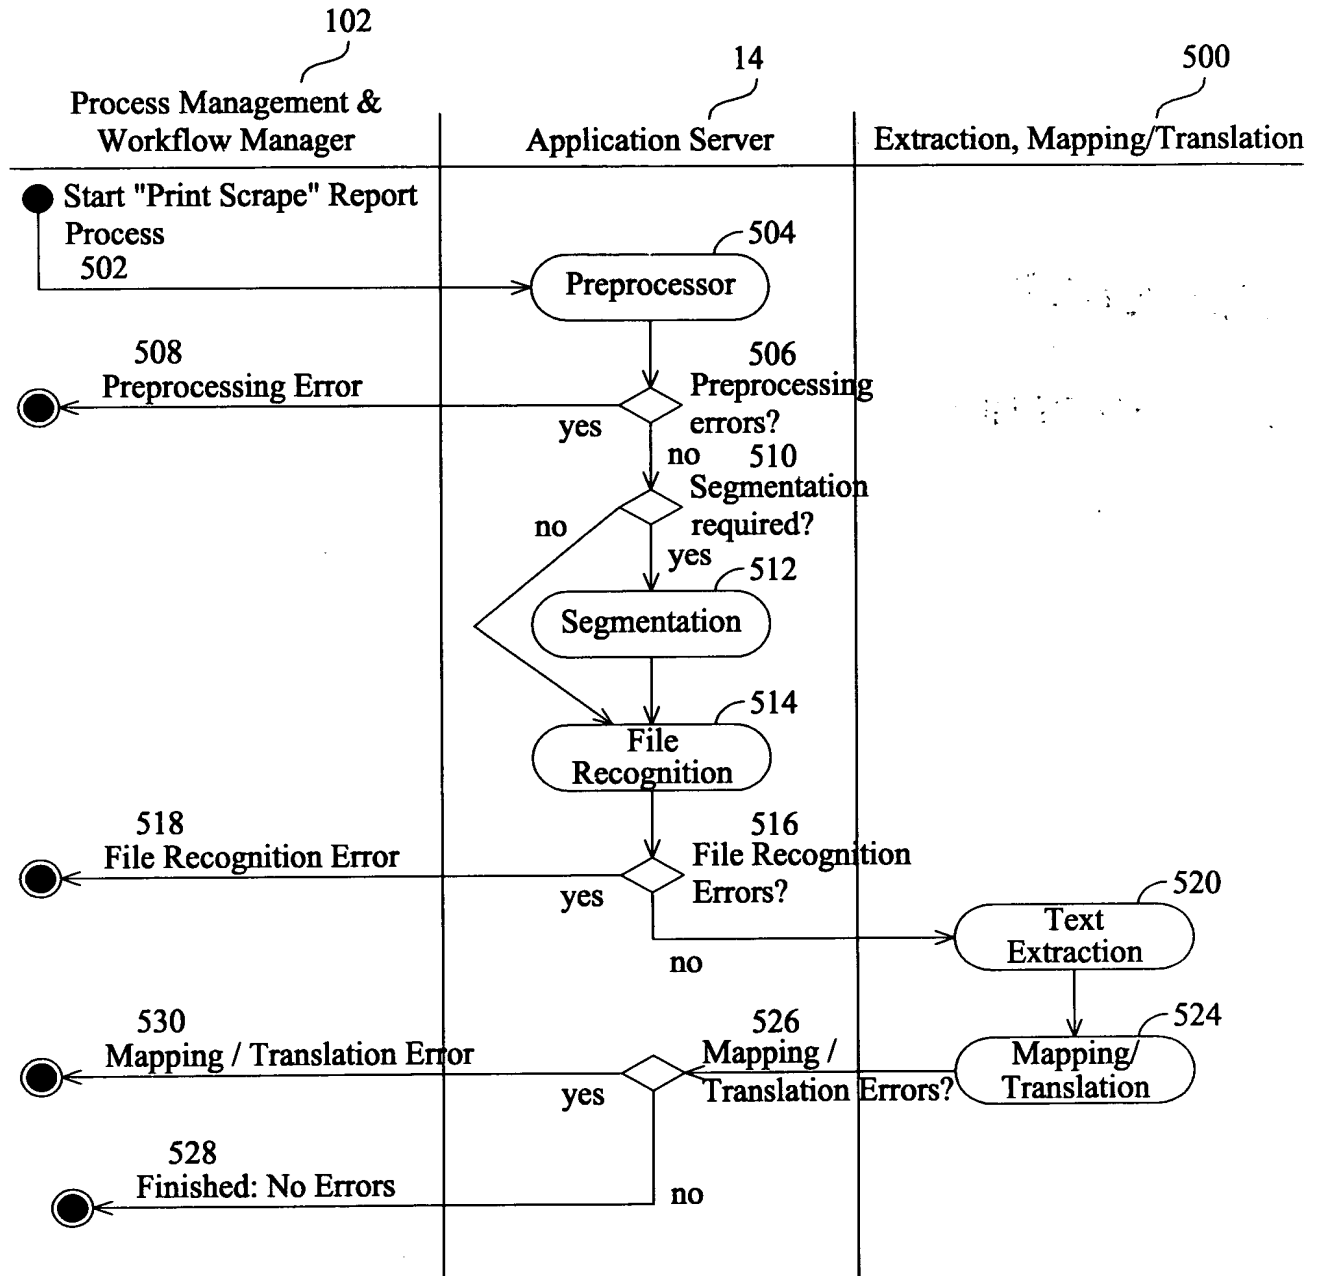 102
14
500
Process Management &
Workflow Manager
Application Server
Extraction, Mapping/Translation
Start "Print Scrape" Report
Process
502
504
Preprocessor
508
Preprocessing Error
506
Preprocessing
errors?
yes
no
510
Segmentation
required?
no
yes
512
Segmentation
514
File
Recognition
518
File Recognition Error
516
File Recognition
Errors?
yes
no
520
Text
Extraction
524
Mapping/
Translation
526
Mapping /
Translation Errors?
530
Mapping / Translation Error
yes
528
Finished: No Errors
no